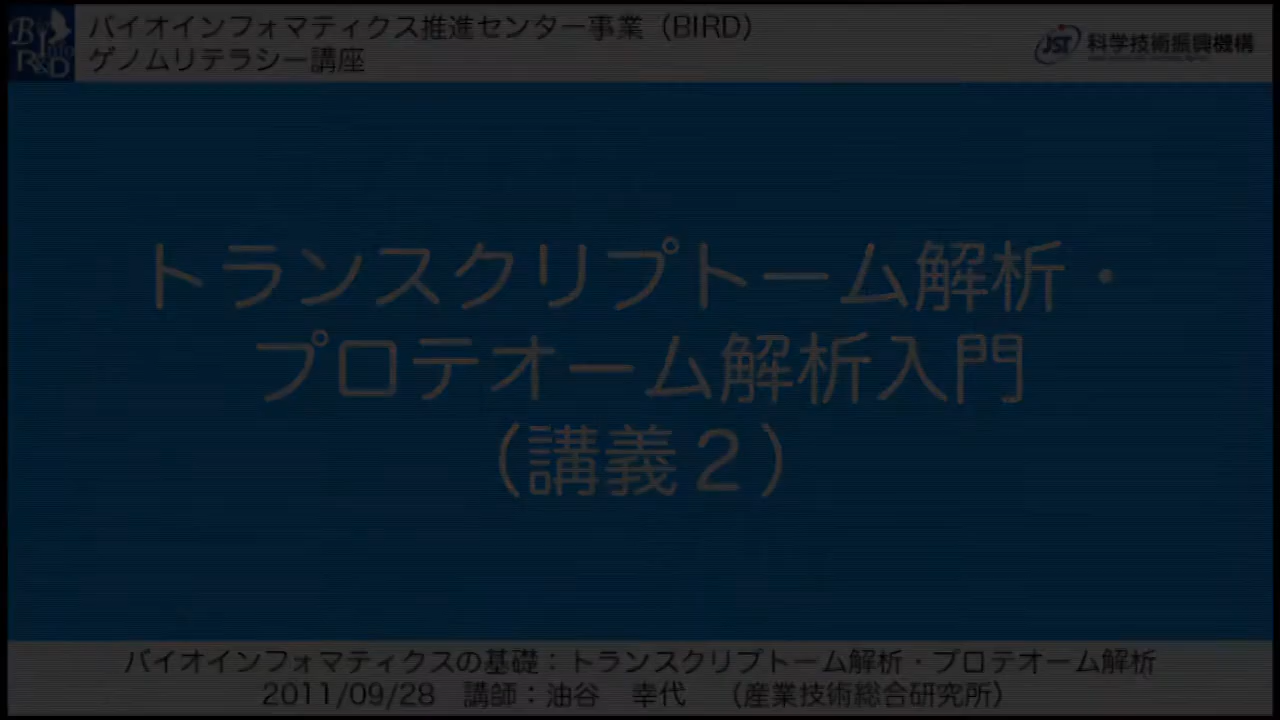 バイオインフォマティクス推進センター事業（BIRD）
ゲノムリテラシー講座
JST 科学技術振興機構
トランスクリプトーム解析・
プロテオーム解析入門
（講義２）
バイオインフォマティクスの基礎：トランスクリプトーム解析・プロテオーム解析
2011/09/28　講師：油谷　幸代　（産業技術総合研究所）